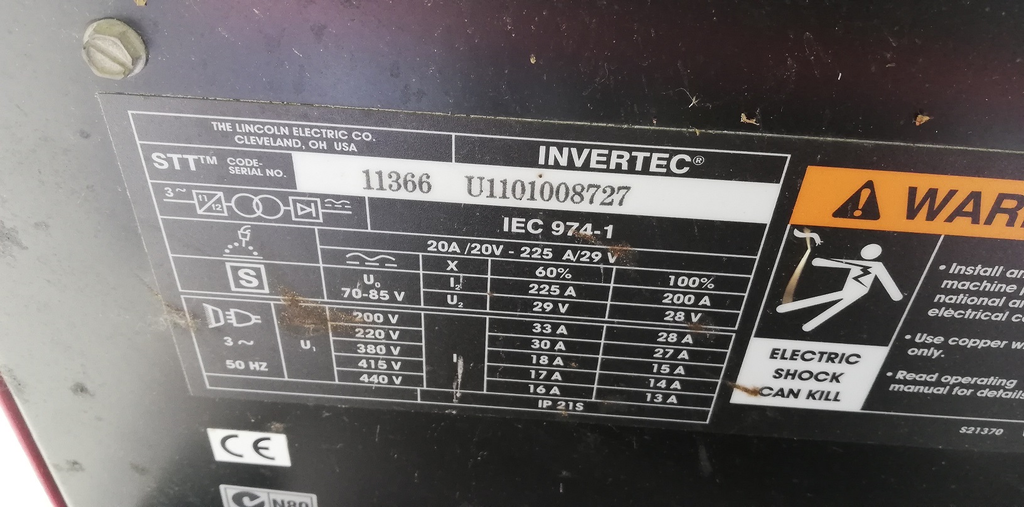 THE LINCOLN ELECTRIC CO.
CLEVELAND, OH USA
INVERTEC®
STT™ CODE-
SERIAL NO.
11366 U1101008727
3~
IEC 974-1
20A /20V - 225 A/29 V
X 60% 100%
S
U₀
70-85 V
I₂ 225 A 200 A
U₂ 29 V 28 V
3 ~
50 HZ
U₁
200 V 33 A 28 A
220 V 30 A 27 A
380 V 18 A 15 A
415 V 17 A 14 A
440 V 16 A 13 A
IP 21S
CE
N80
ELECTRIC
SHOCK
CAN KILL
• Install
machine
national
electrical
• Use copper
only.
• Read operating
manual for details
S21370